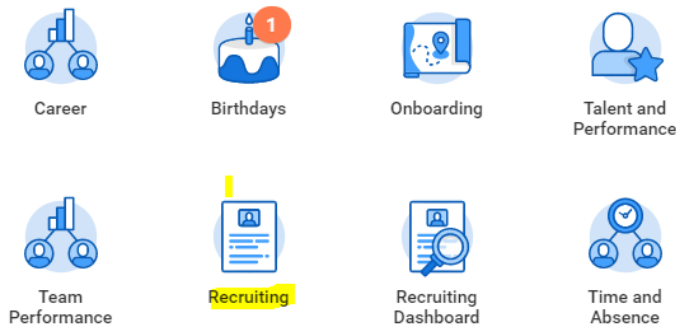 1
Career
Birthdays
Onboarding
Talent and
Performance
Team
Performance
Recruiting
Recruiting
Dashboard
Time and
Absence